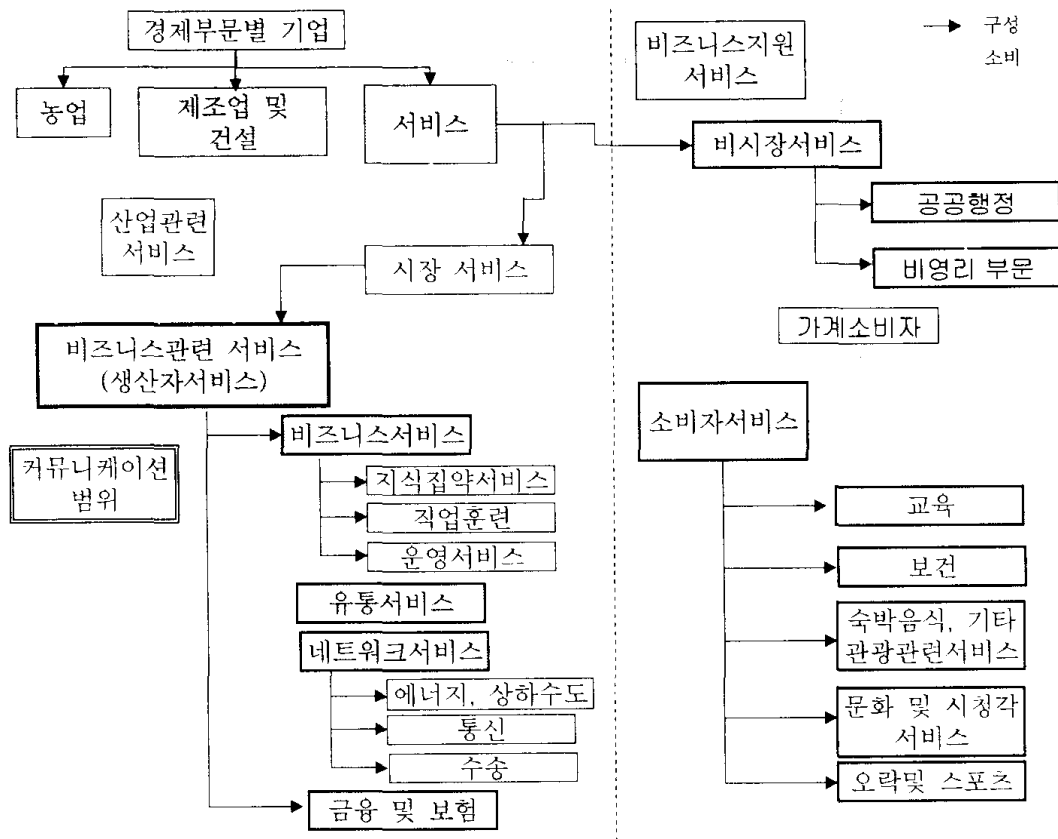 경제부문별 기업
농업
제조업 및
건설
서비스
비즈니스지원
서비스
구성
소비
비시장서비스
공공행정
비영리 부문
산업관련
서비스
시장 서비스
가계소비자
비즈니스관련 서비스
(생산자서비스)
커뮤니케이션
범위
비즈니스서비스
지식집약서비스
직업훈련
운영서비스
유통서비스
네트워크서비스
에너지, 상하수도
통신
수송
금융 및 보험
소비자서비스
교육
보건
숙박음식, 기타
관광관련서비스
문화 및 시청각
서비스
오락및 스포츠